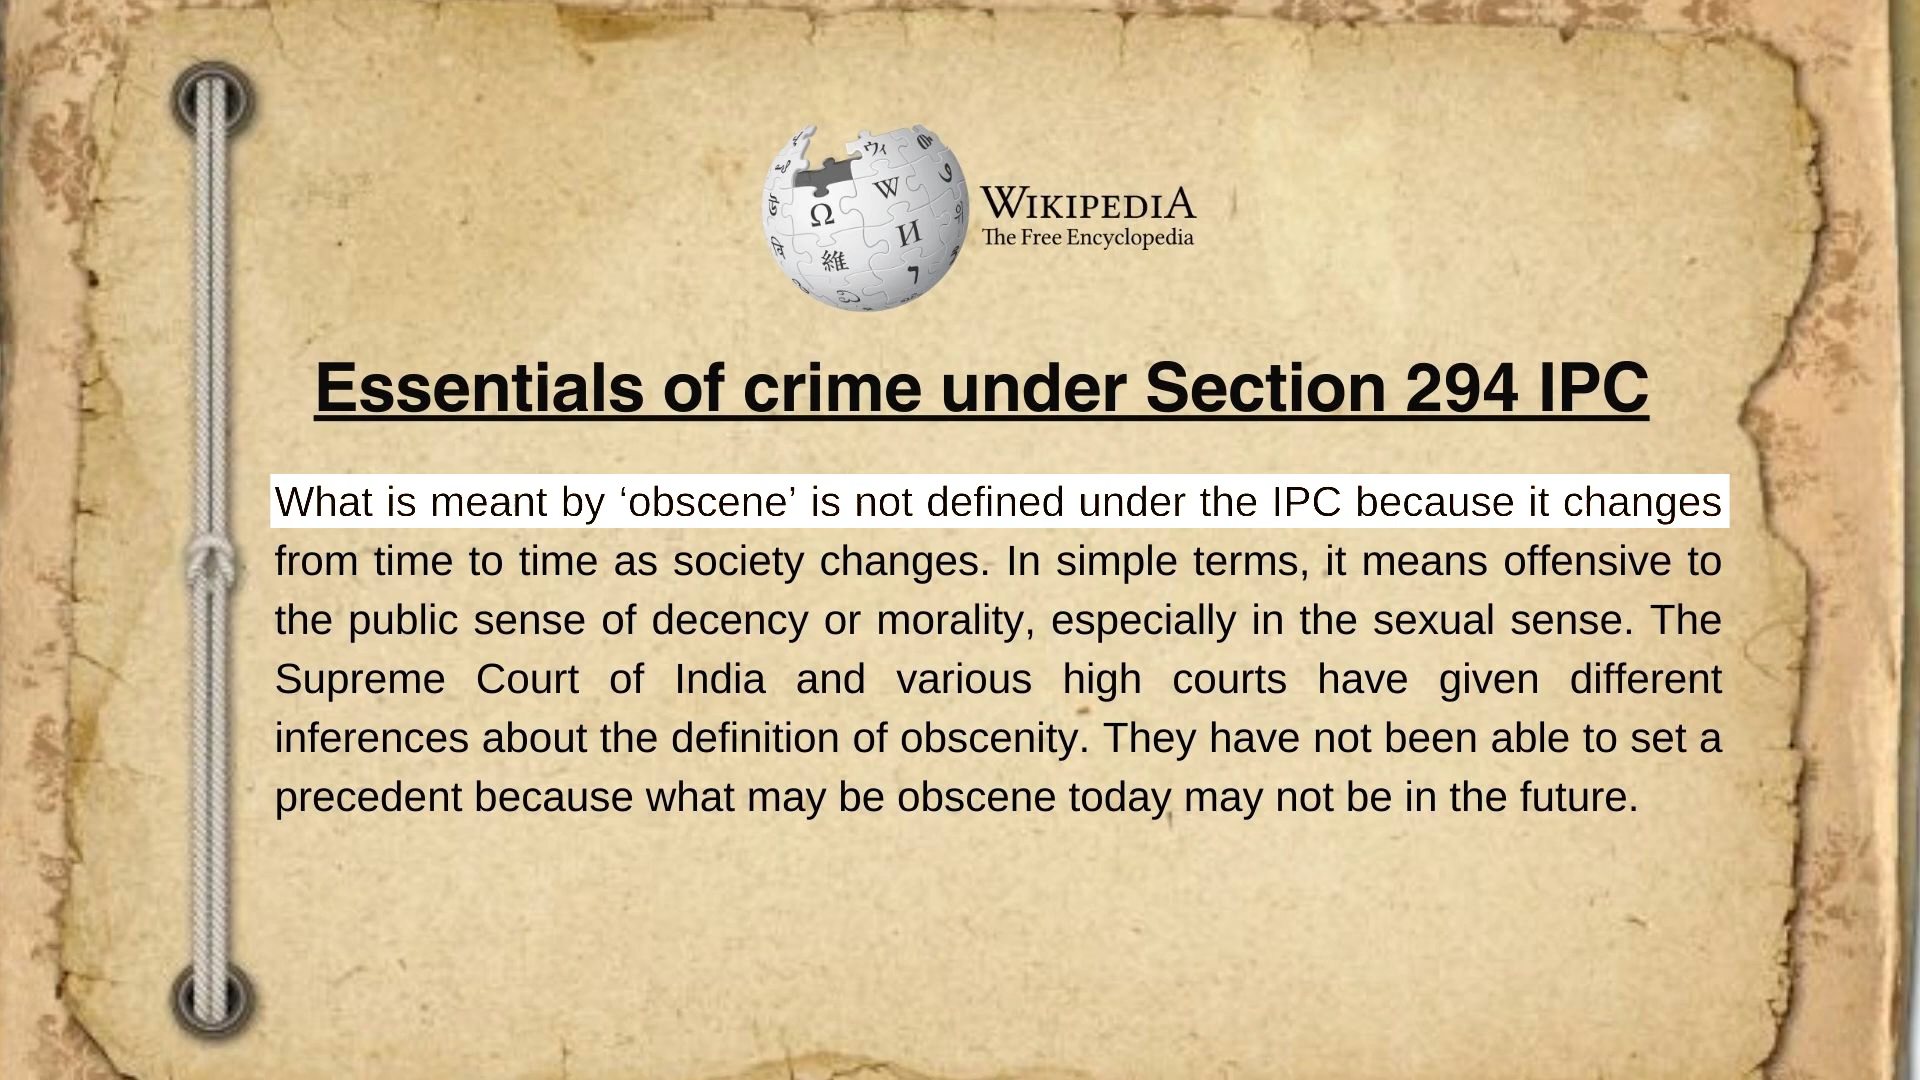 Ω
W
ウィ
И
維
7
WIKIPEDIA
The Free Encyclopedia
Essentials of crime under Section 294 IPC
What is meant by ‘obscene’ is not defined under the IPC because it changes
from time to time as society changes. In simple terms, it means offensive to
the public sense of decency or morality, especially in the sexual sense. The
Supreme Court of India and various high courts have given different
inferences about the definition of obscenity. They have not been able to set a
precedent because what may be obscene today may not be in the future.